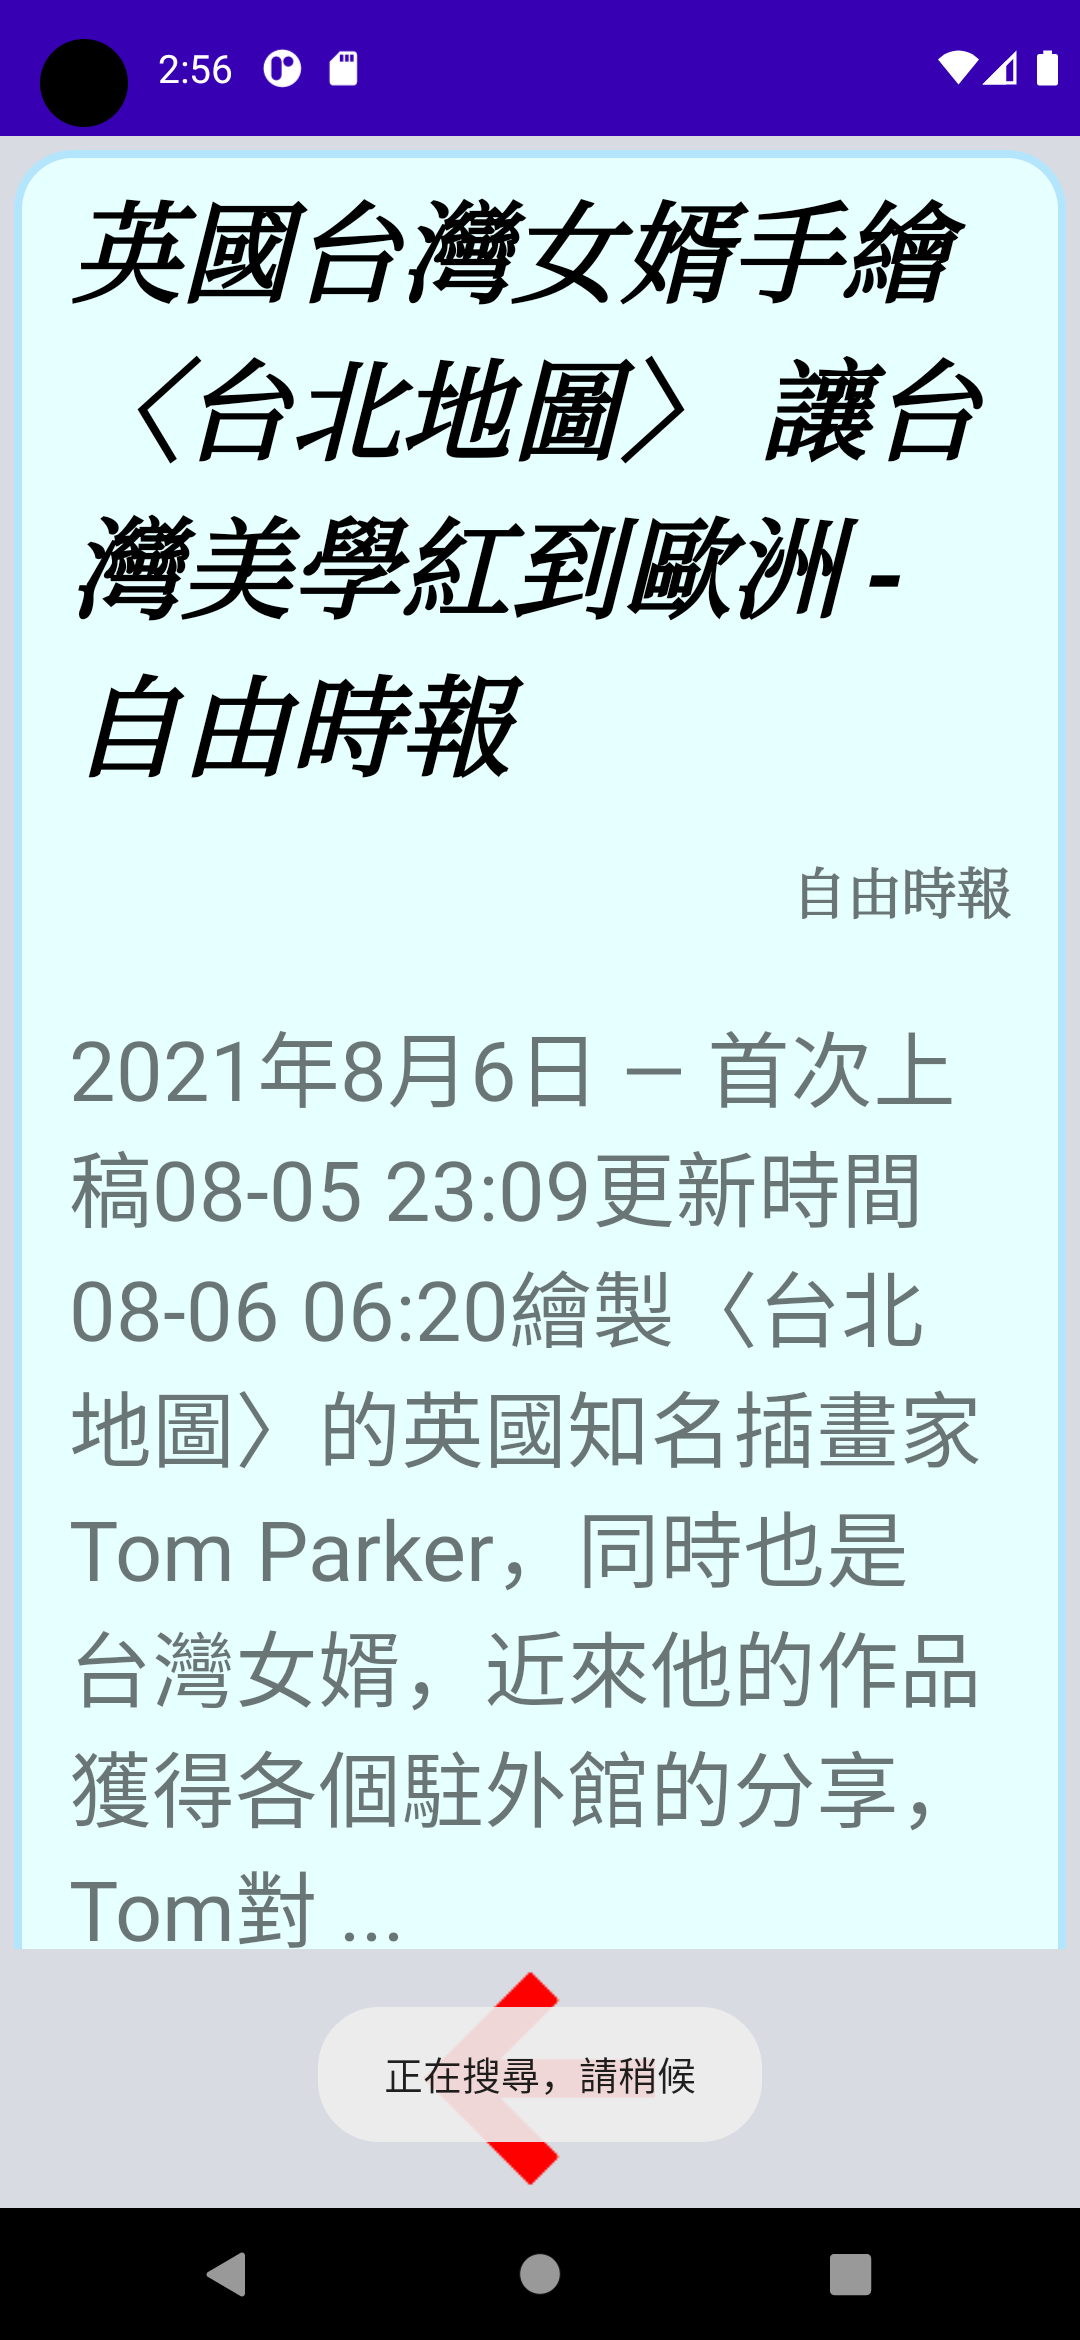 2:56
英國台灣女婿手繪
〈台北地圖〉 讓台
灣美學紅到歐洲 -
自由時報
自由時報
2021年8月6日 — 首次上
稿08-05 23:09更新時間
08-06 06:20繪製〈台北
地圖〉的英國知名插畫家
Tom Parker，同時也是
台灣女婿，近來他的作品
獲得各個駐外館的分享，
Tom對 ...
正在搜尋，請稍候